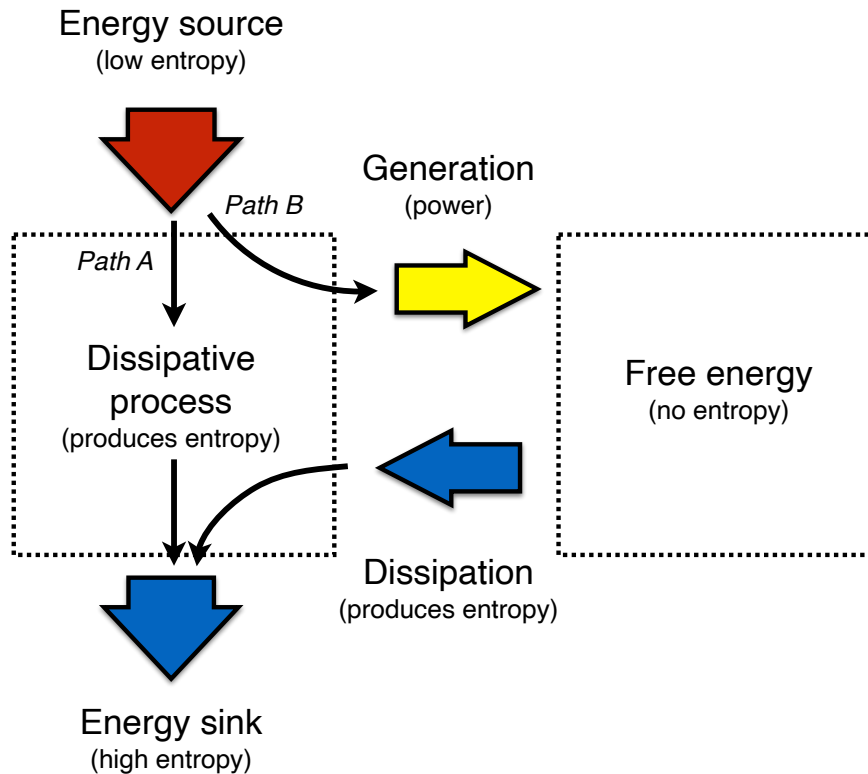 Energy source
(low entropy)
Path B
Generation
(power)
Path A
Dissipative
process
(produces entropy)
Free energy
(no entropy)
Dissipation
(produces entropy)
Energy sink
(high entropy)